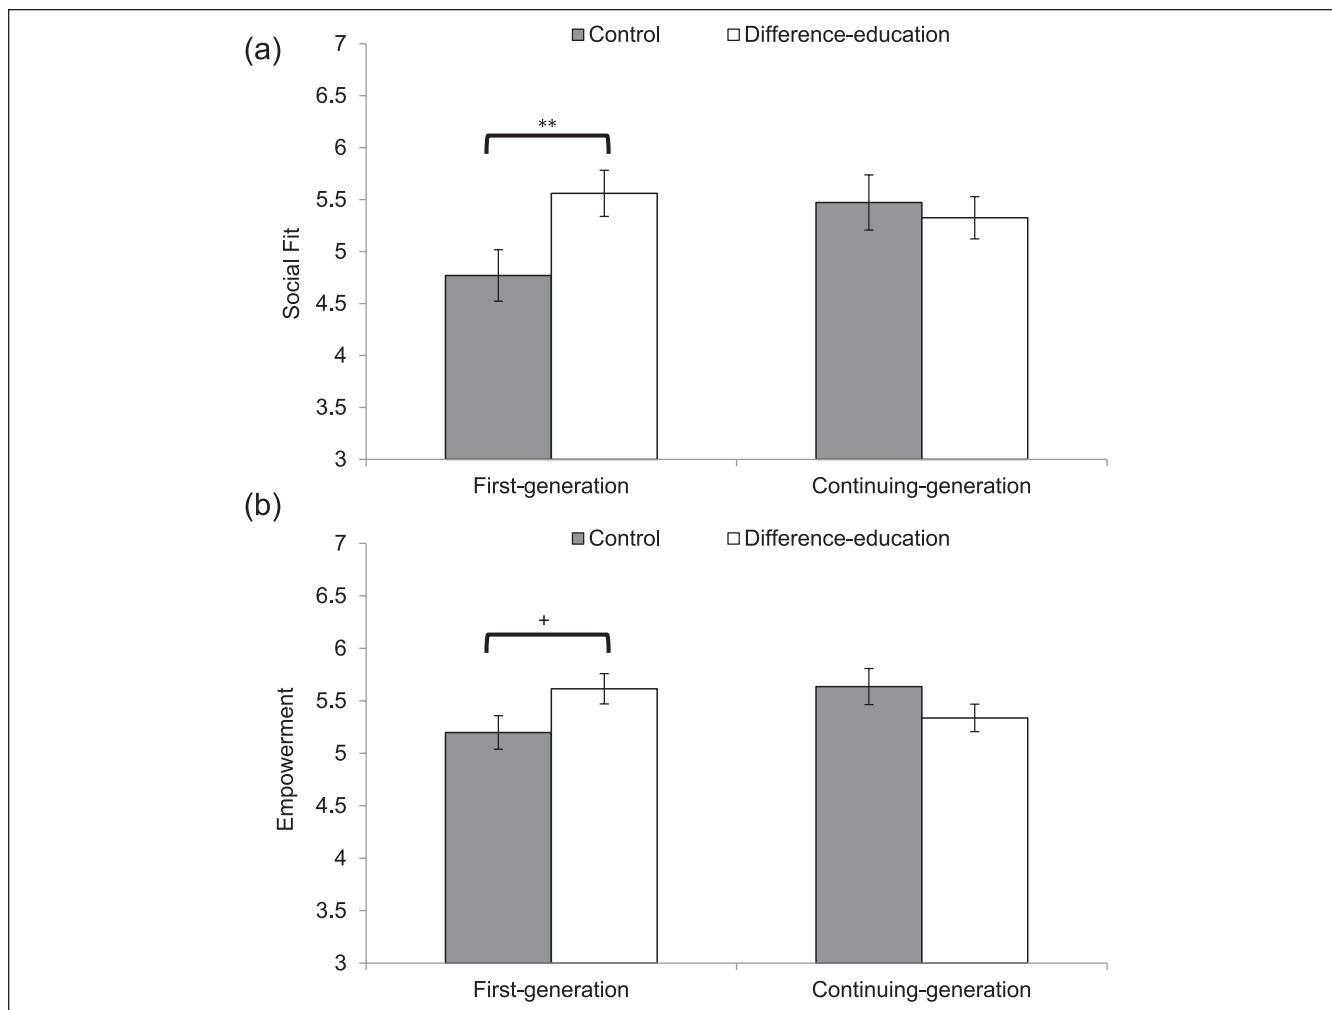 (a)
Control
Difference-education
7
6.5
6
5.5
5
4.5
4
3.5
3
Social Fit
**
First-generation
Continuing-generation
(b)
Control
Difference-education
7
6.5
6
5.5
5
4.5
4
3.5
3
Empowerment
+
First-generation
Continuing-generation